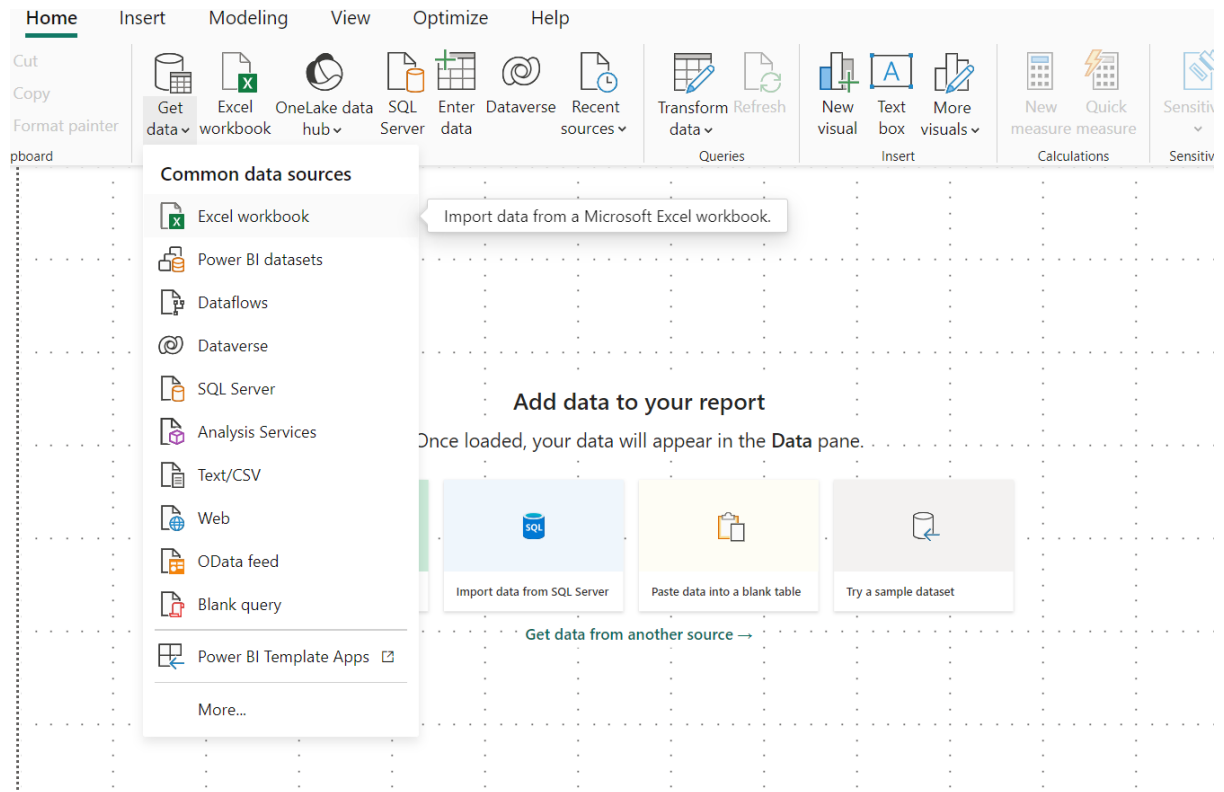 Home Insert Modeling View Optimize Help
Cut
Copy
Format painter
pboard
Get data
Excel workbook
OneLake data hub
SQL Server
Enter data
Dataverse
Recent sources
Transform data
Refresh
Queries
New visual
Text box
More visuals
Insert
New measure
Quick measure
Calculations
Sensitiv
Sensitiv
Common data sources
Excel workbook
Import data from a Microsoft Excel workbook.
Power BI datasets
Dataflows
Dataverse
SQL Server
Analysis Services
Text/CSV
Web
OData feed
Blank query
Power BI Template Apps
More...
Add data to your report
Once loaded, your data will appear in the Data pane.
SQL
Import data from SQL Server
Paste data into a blank table
Try a sample dataset
Get data from another source →